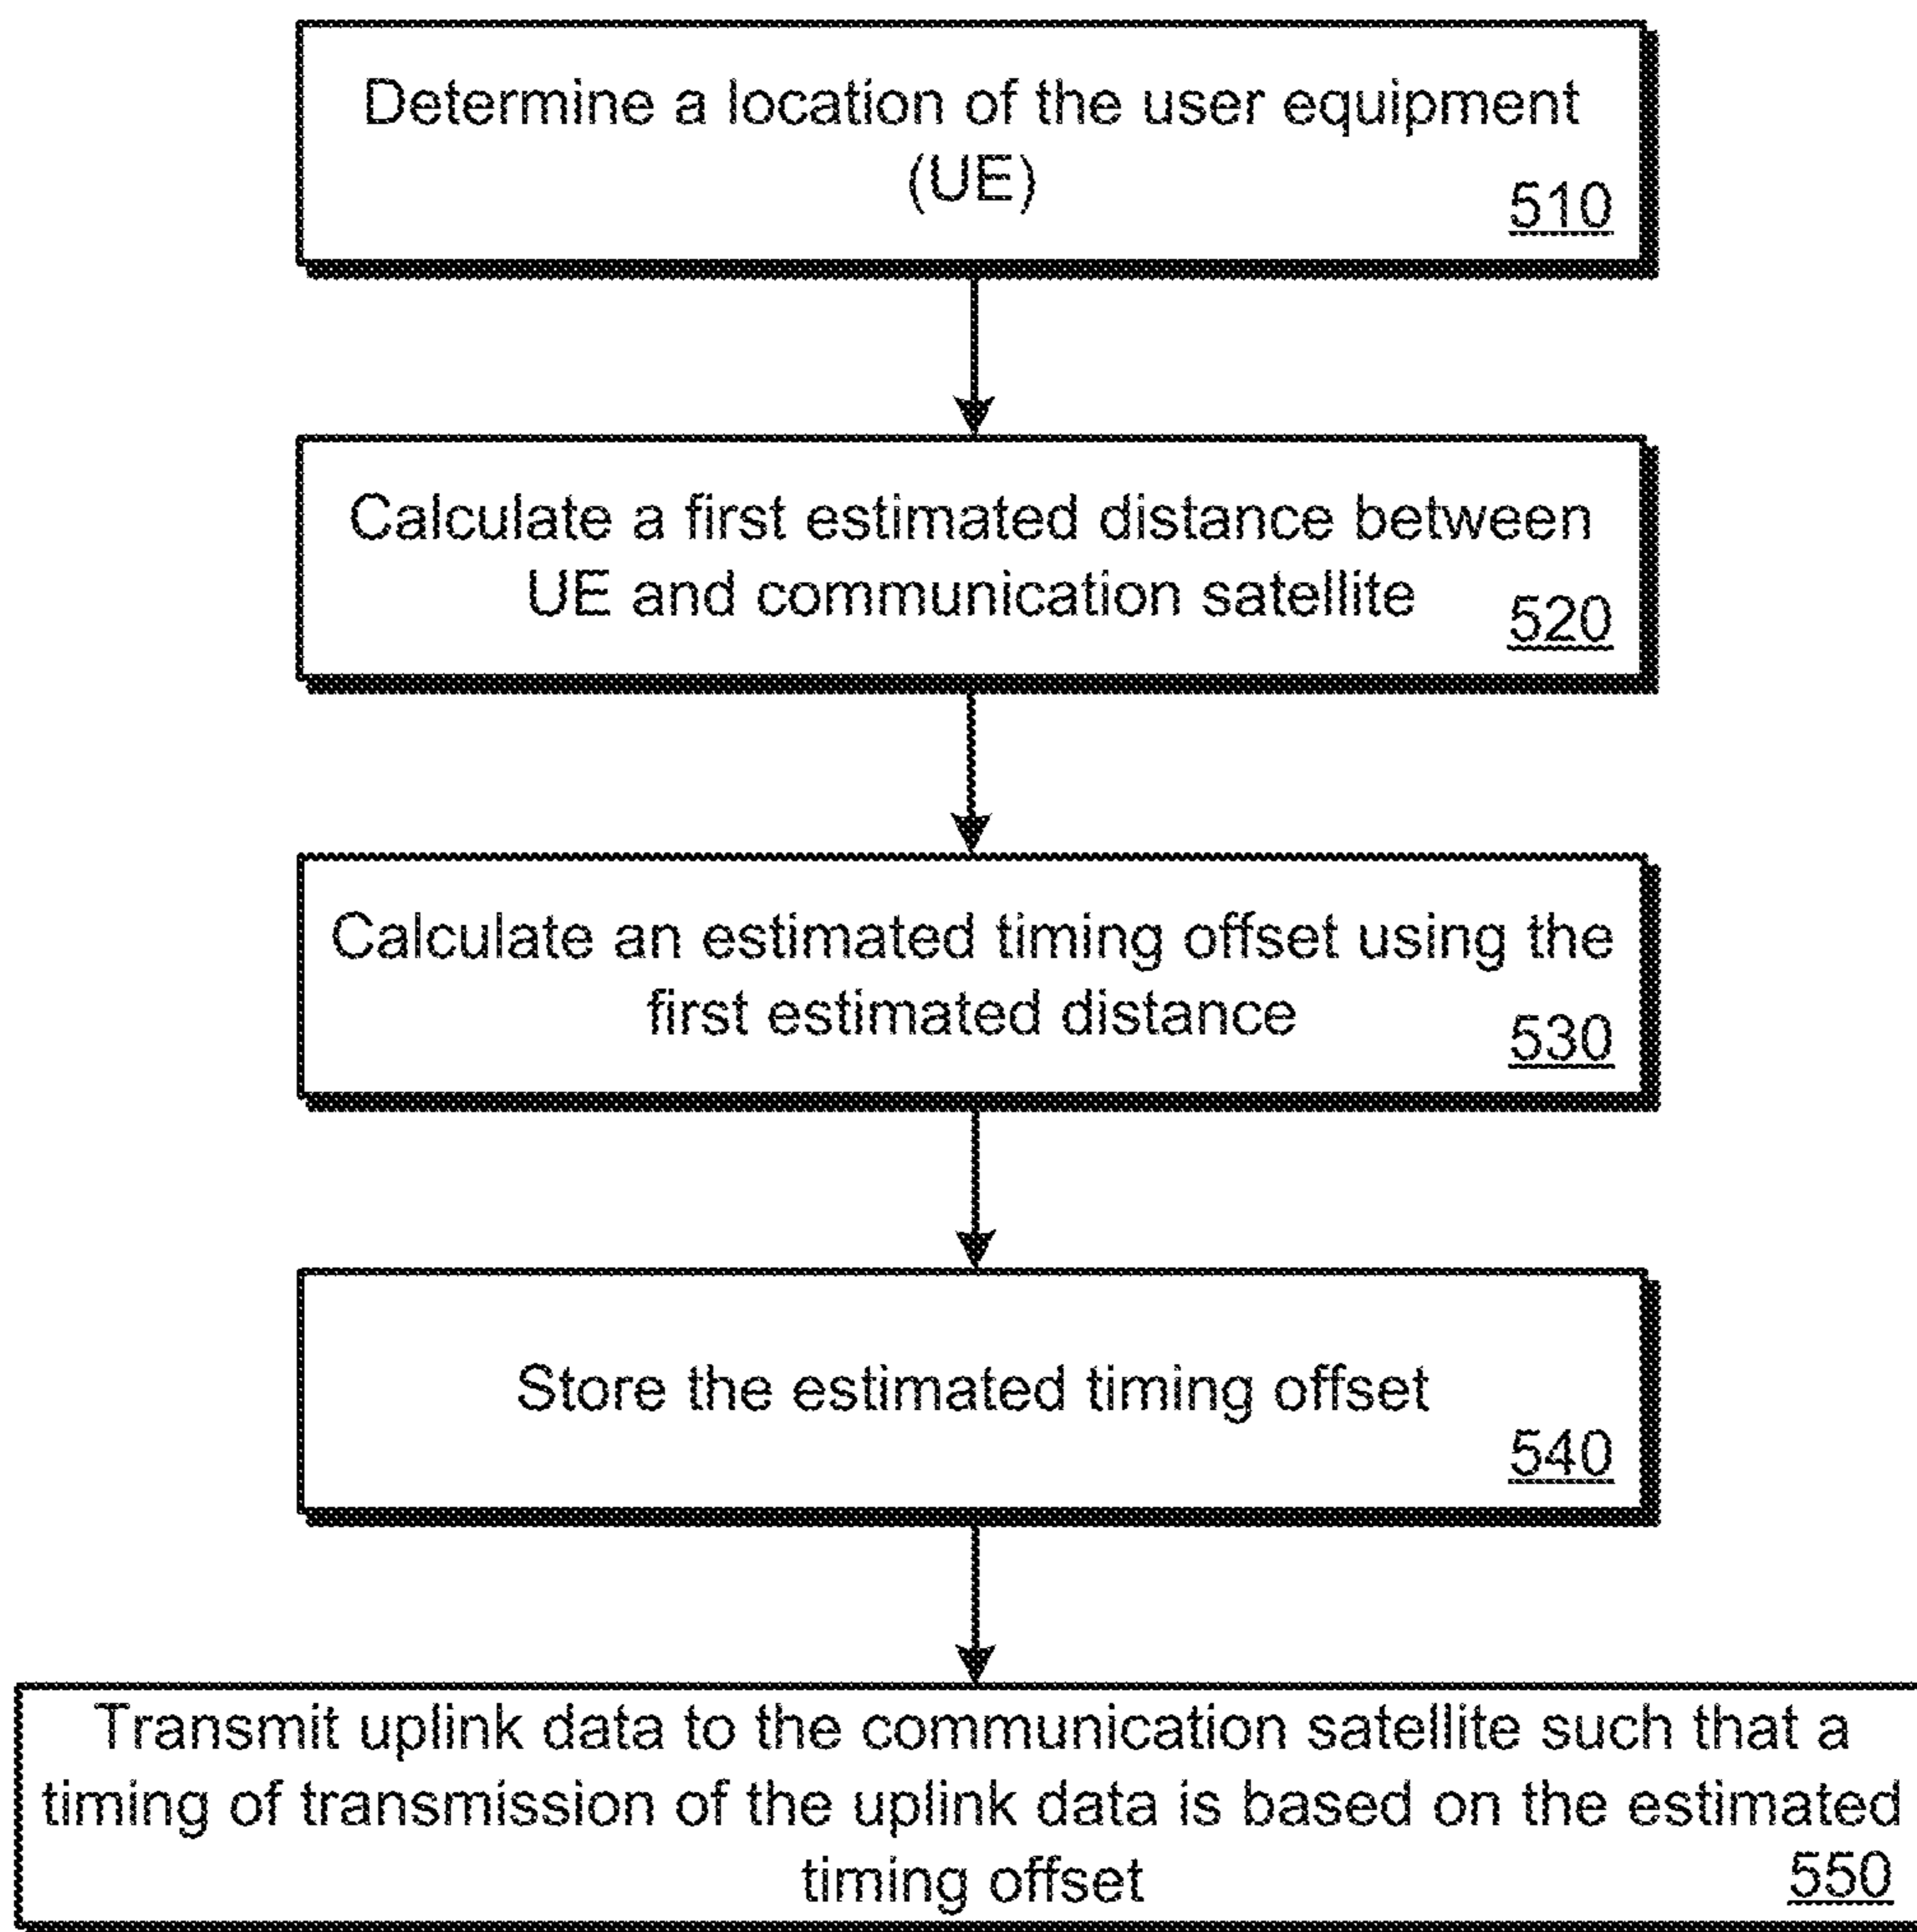 Determine a location of the user equipment
(UE)
510
Calculate a first estimated distance between
UE and communication satellite
520
Calculate an estimated timing offset using the
first estimated distance
530
Store the estimated timing offset
540
Transmit uplink data to the communication satellite such that a
timing of transmission of the uplink data is based on the estimated
timing offset
550